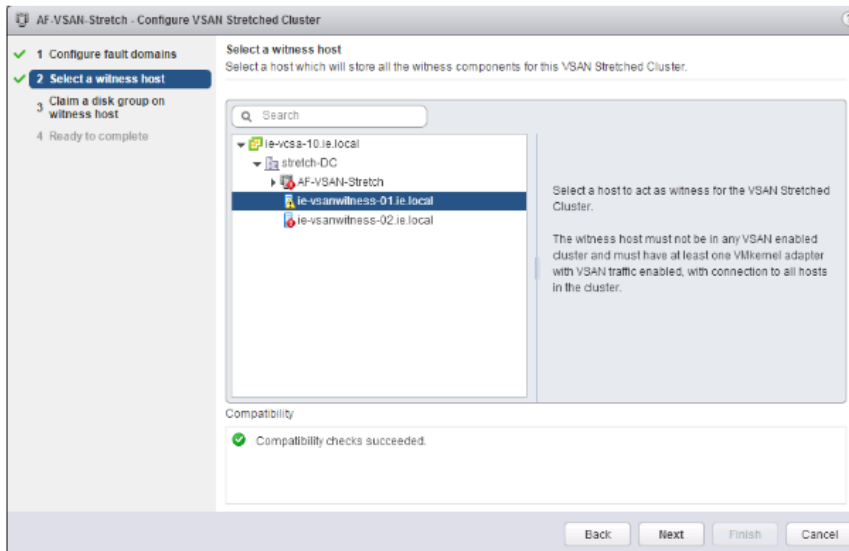 AF-VSAN-Stretch - Configure VSAN Stretched Cluster
1 Configure fault domains
2 Select a witness host
3 Claim a disk group on
witness host
4 Ready to complete
Select a witness host
Select a host which will store all the witness components for this VSAN Stretched Cluster.
Search
ie-vcsa-10.ie.local
stretch-DC
AF-VSAN-Stretch
ie-vsanwitness-01.ie.local
ie-vsanwitness-02.ie.local
Select a host to act as witness for the VSAN Stretched
Cluster.
The witness host must not be in any VSAN enabled
cluster and must have at least one VMkernel adapter
with VSAN traffic enabled, with connection to all hosts
in the cluster.
Compatibility
Compatibility checks succeeded.
Back Next Finish Cancel